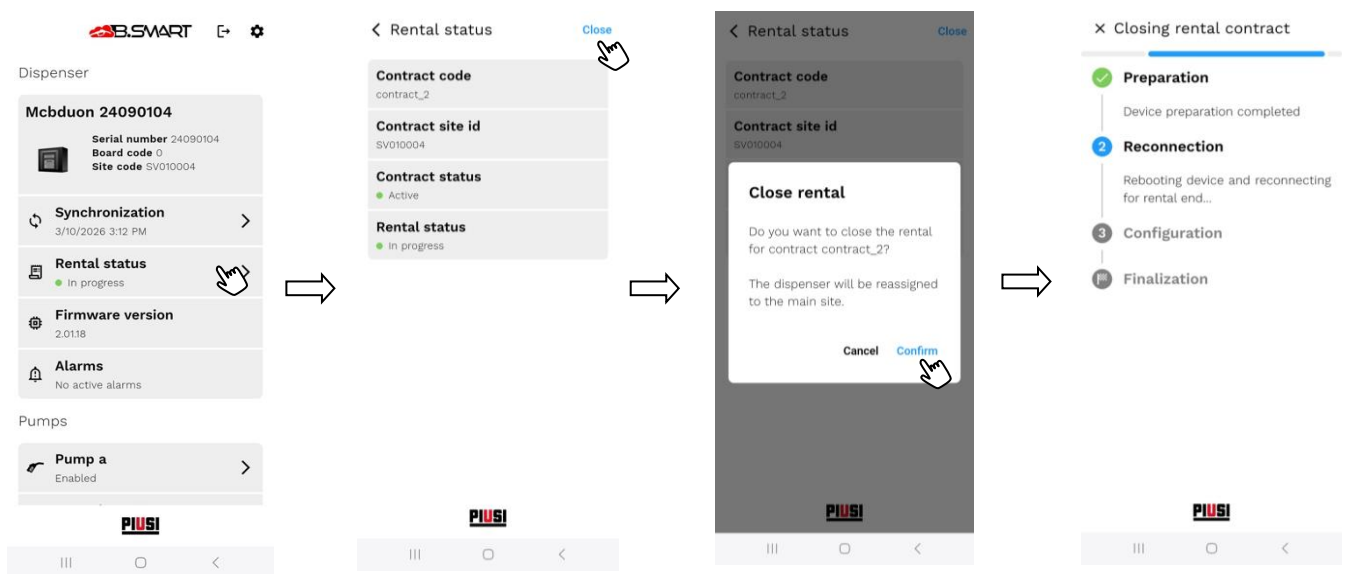 B.SMART
Dispenser
Mcbduon 24090104
Serial number 24090104
Board code 0
Site code SV010004
Synchronization
3/10/2026 3:12 PM
Rental status
In progress
Firmware version
2.01.18
Alarms
No active alarms
Pumps
Pump a
Enabled
PIUSI
Rental status
Close
Contract code
contract_2
Contract site id
SV010004
Contract status
Active
Rental status
In progress
PIUSI
Rental status
Close
Contract code
contract_2
Contract site id
SV010004
Close rental
Do you want to close the rental
for contract contract_2?
The dispenser will be reassigned
to the main site.
Cancel
Confirm
PIUSI
Closing rental contract
Preparation
Device preparation completed
2 Reconnection
Rebooting device and reconnecting
for rental end...
3 Configuration
Finalization
PIUSI